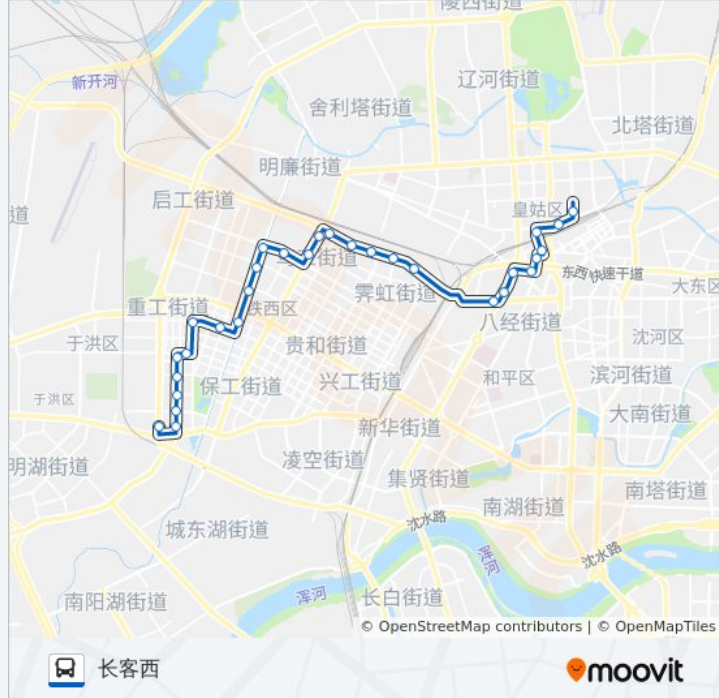 陵西街道
新开河
辽河街道
舍利塔街道
北塔街道
明廉街道
启工街道
道
皇姑区
街道
东西快速干道
霁虹街道
大东区
重工街道
铁西区
八经街道
沈河区
于洪区
贵和街道
和平区
滨河街道
保工街道
兴工街道
于洪区
大南街道
新华街道
明湖街道
凌空街道
集贤街道
南塔街道
南湖街道
沈水路
城东湖街道
浑河
沈水路
浑河
长白街道
南阳湖街道
© OpenStreetMap contributors | © OpenMapTiles
长客西
moovit